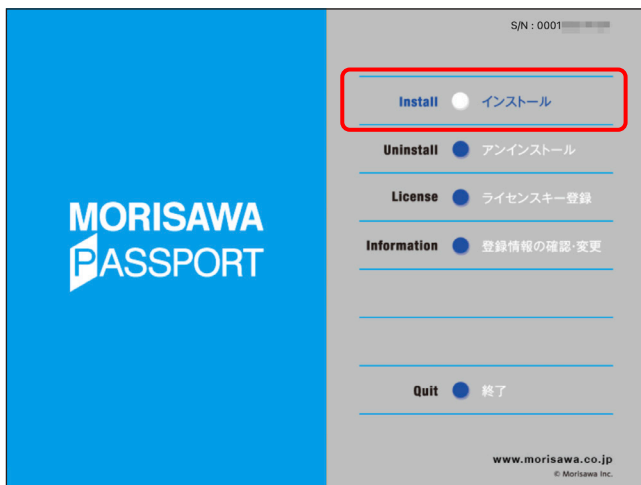 S/N : 0001
Install インストール
Uninstall アンインストール
License ライセンスキー登録
Information 登録情報の確認・変更
MORISAWA
PASSPORT
Quit 終了
www.morisawa.co.jp
© Morisawa Inc.